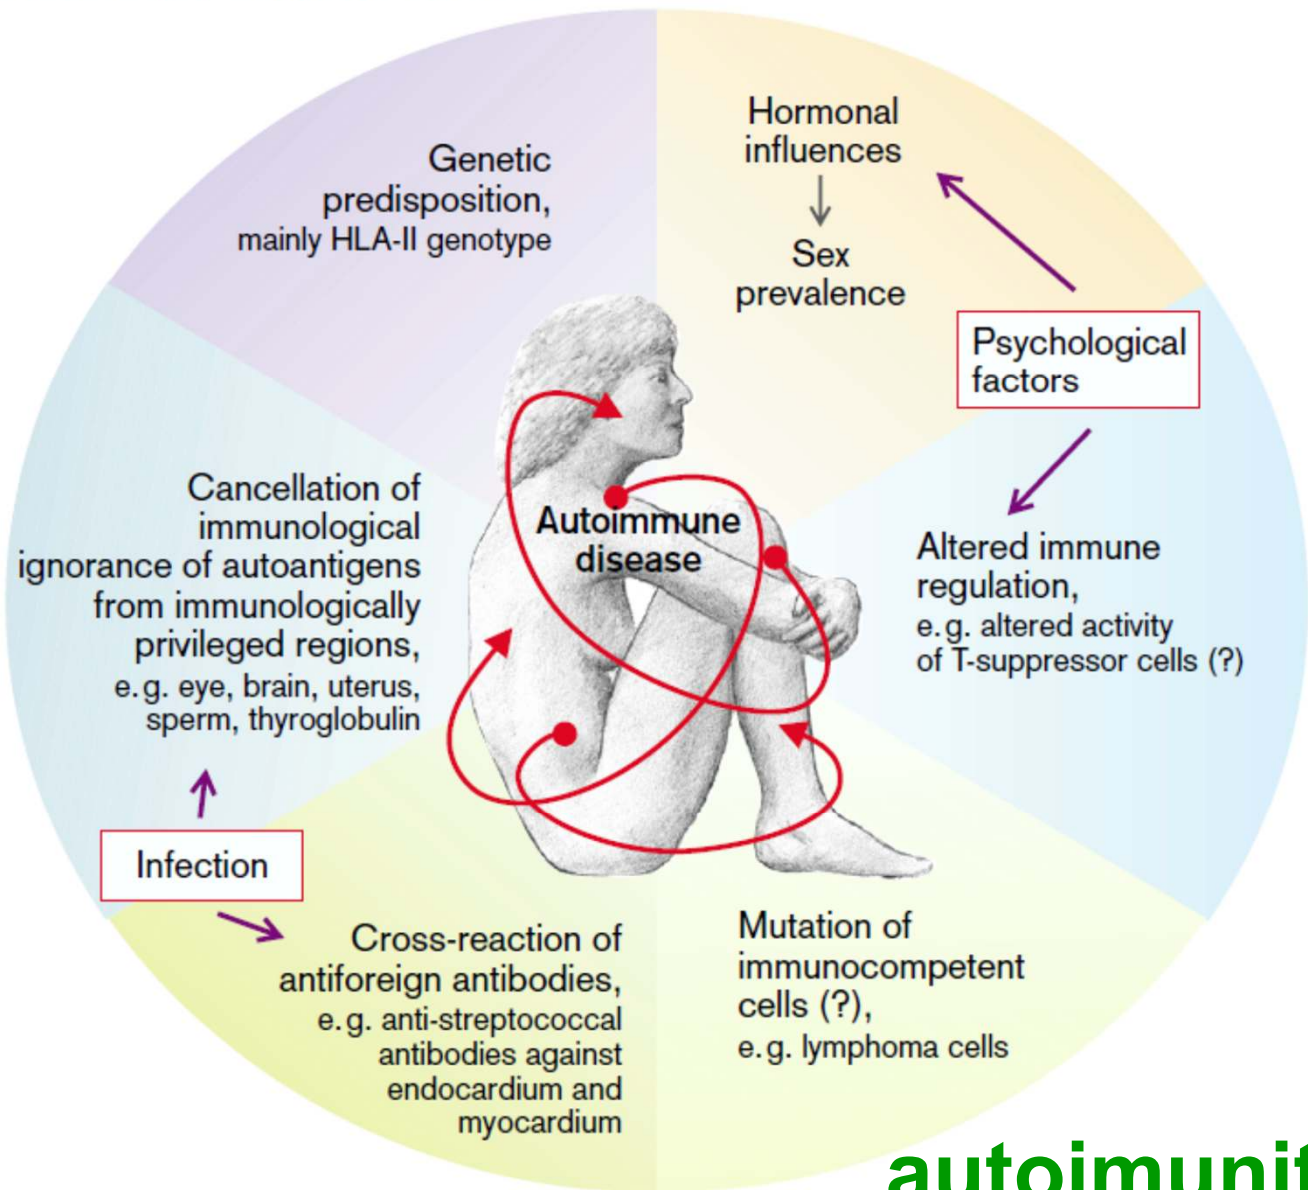 Genetic
predisposition,
mainly HLA-II genotype
Hormonal
influences
Sex
prevalence
Psychological
factors
Altered immune
regulation,
e.g. altered activity
of T-suppressor cells (?)
Autoimmune
disease
Cancellation of
immunological
ignorance of autoantigens
from immunologically
privileged regions,
e.g. eye, brain, uterus,
sperm, thyroglobulin
Infection
Cross-reaction of
antiforeign antibodies,
e.g. anti-streptococcal
antibodies against
endocardium and
myocardium
Mutation of
immunocompetent
cells (?),
e.g. lymphoma cells